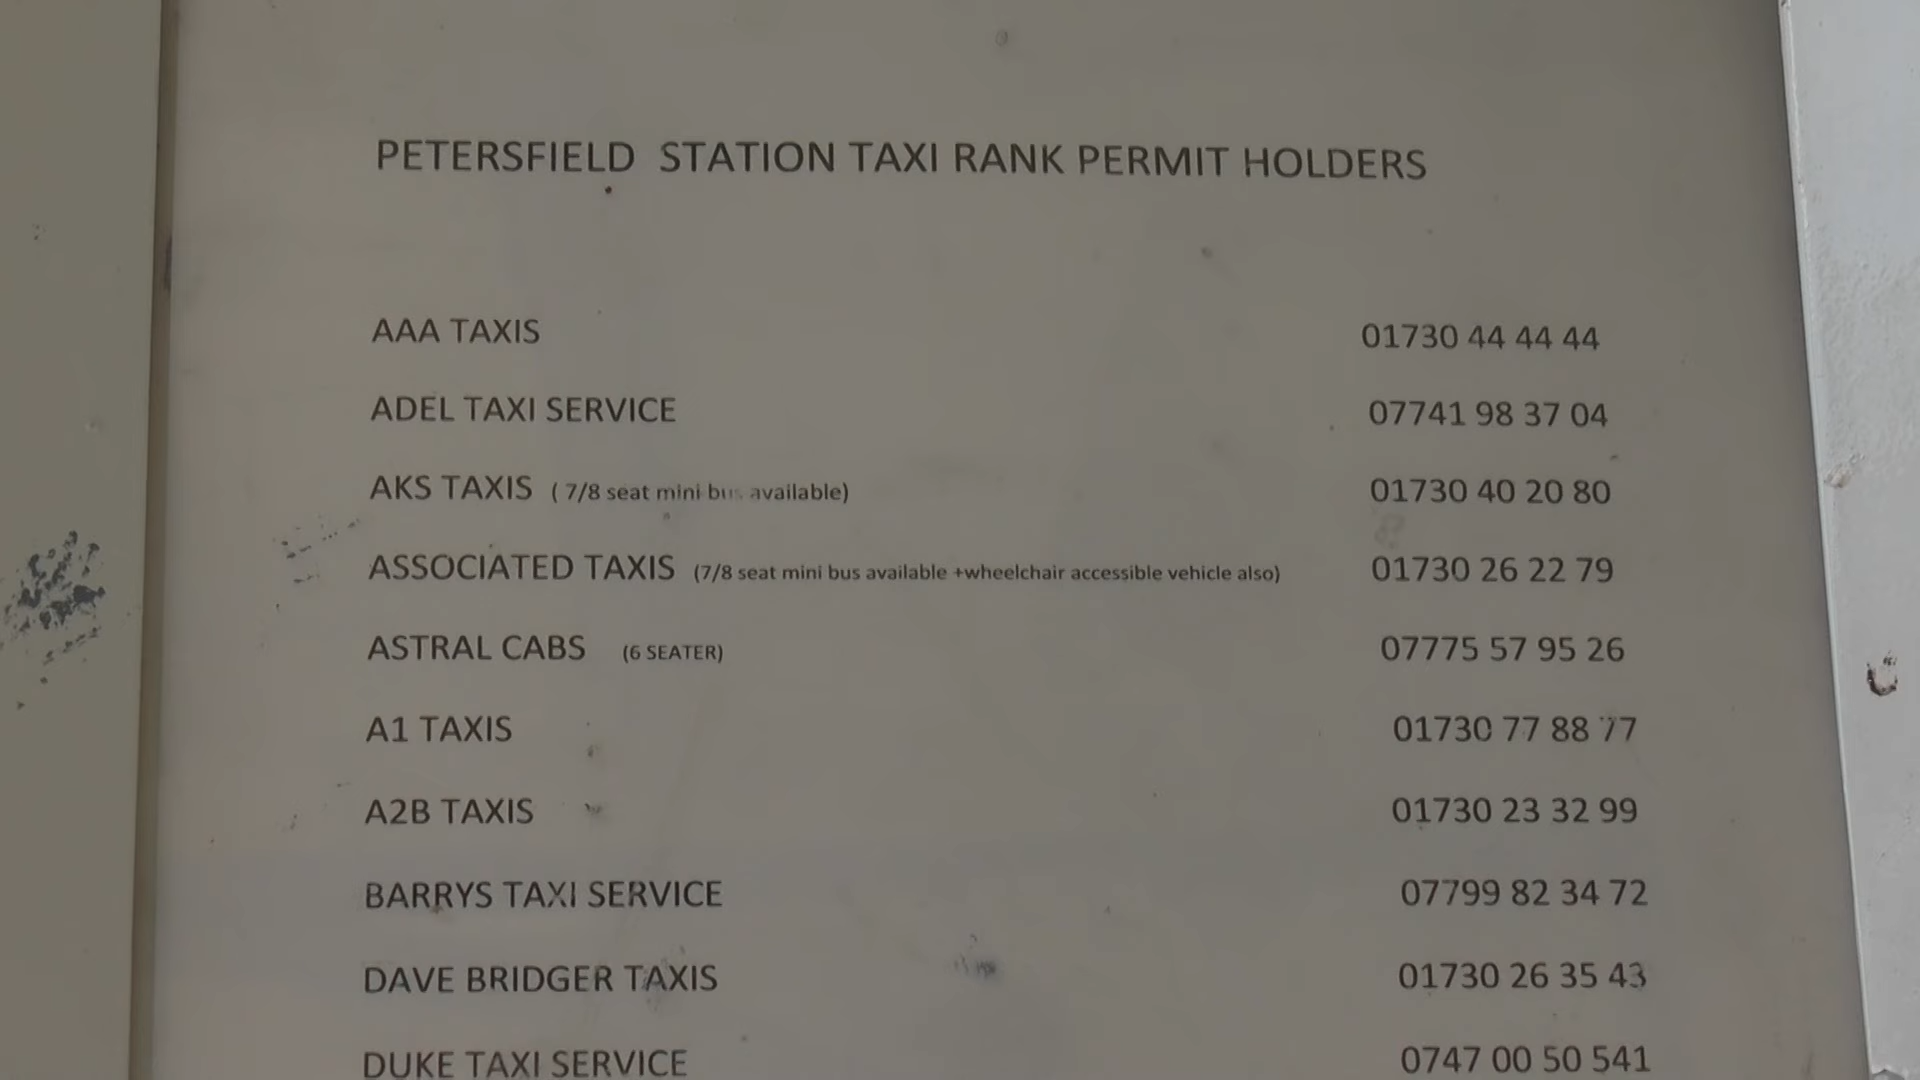 PETERSFIELD STATION TAXI RANK PERMIT HOLDERS
AAA TAXIS 01730 44 44 44
ADEL TAXI SERVICE 07741 98 37 04
AKS TAXIS ( 7/8 seat mini bus available) 01730 40 20 80
ASSOCIATED TAXIS (7/8 seat mini bus available +wheelchair accessible vehicle also) 01730 26 22 79
ASTRAL CABS (6 SEATER) 07775 57 95 26
A1 TAXIS 01730 77 88 77
A2B TAXIS 01730 23 32 99
BARRYS TAXI SERVICE 07799 82 34 72
DAVE BRIDGER TAXIS 01730 26 35 43
DUKE TAXI SERVICE 0747 00 50 541